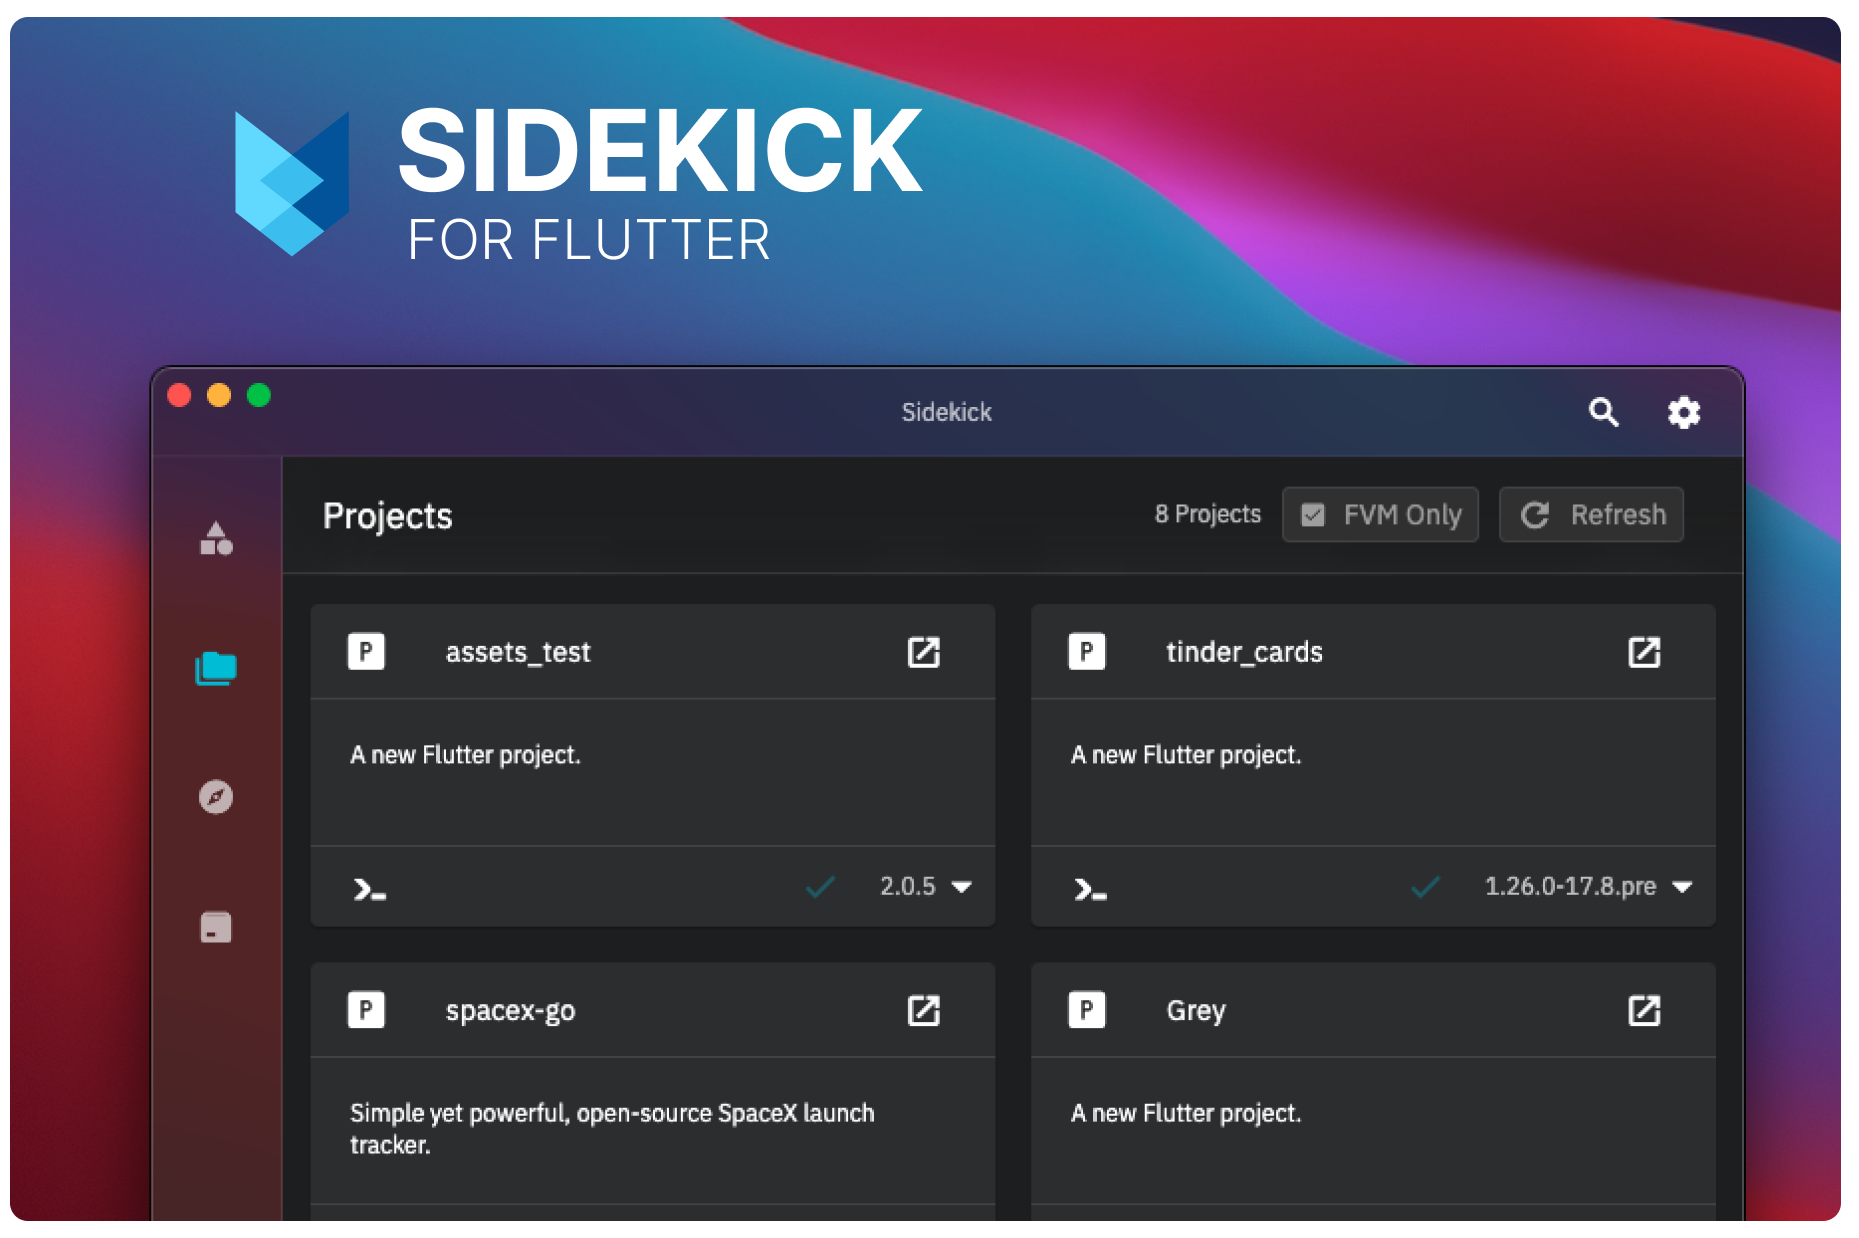 SIDEKICK
FOR FLUTTER
Sidekick
Projects
8 Projects
FVM Only
Refresh
P
assets_test
A new Flutter project.
2.0.5
P
tinder_cards
A new Flutter project.
1.26.0-17.8.pre
P
spacex-go
Simple yet powerful, open-source SpaceX launch
tracker.
P
Grey
A new Flutter project.